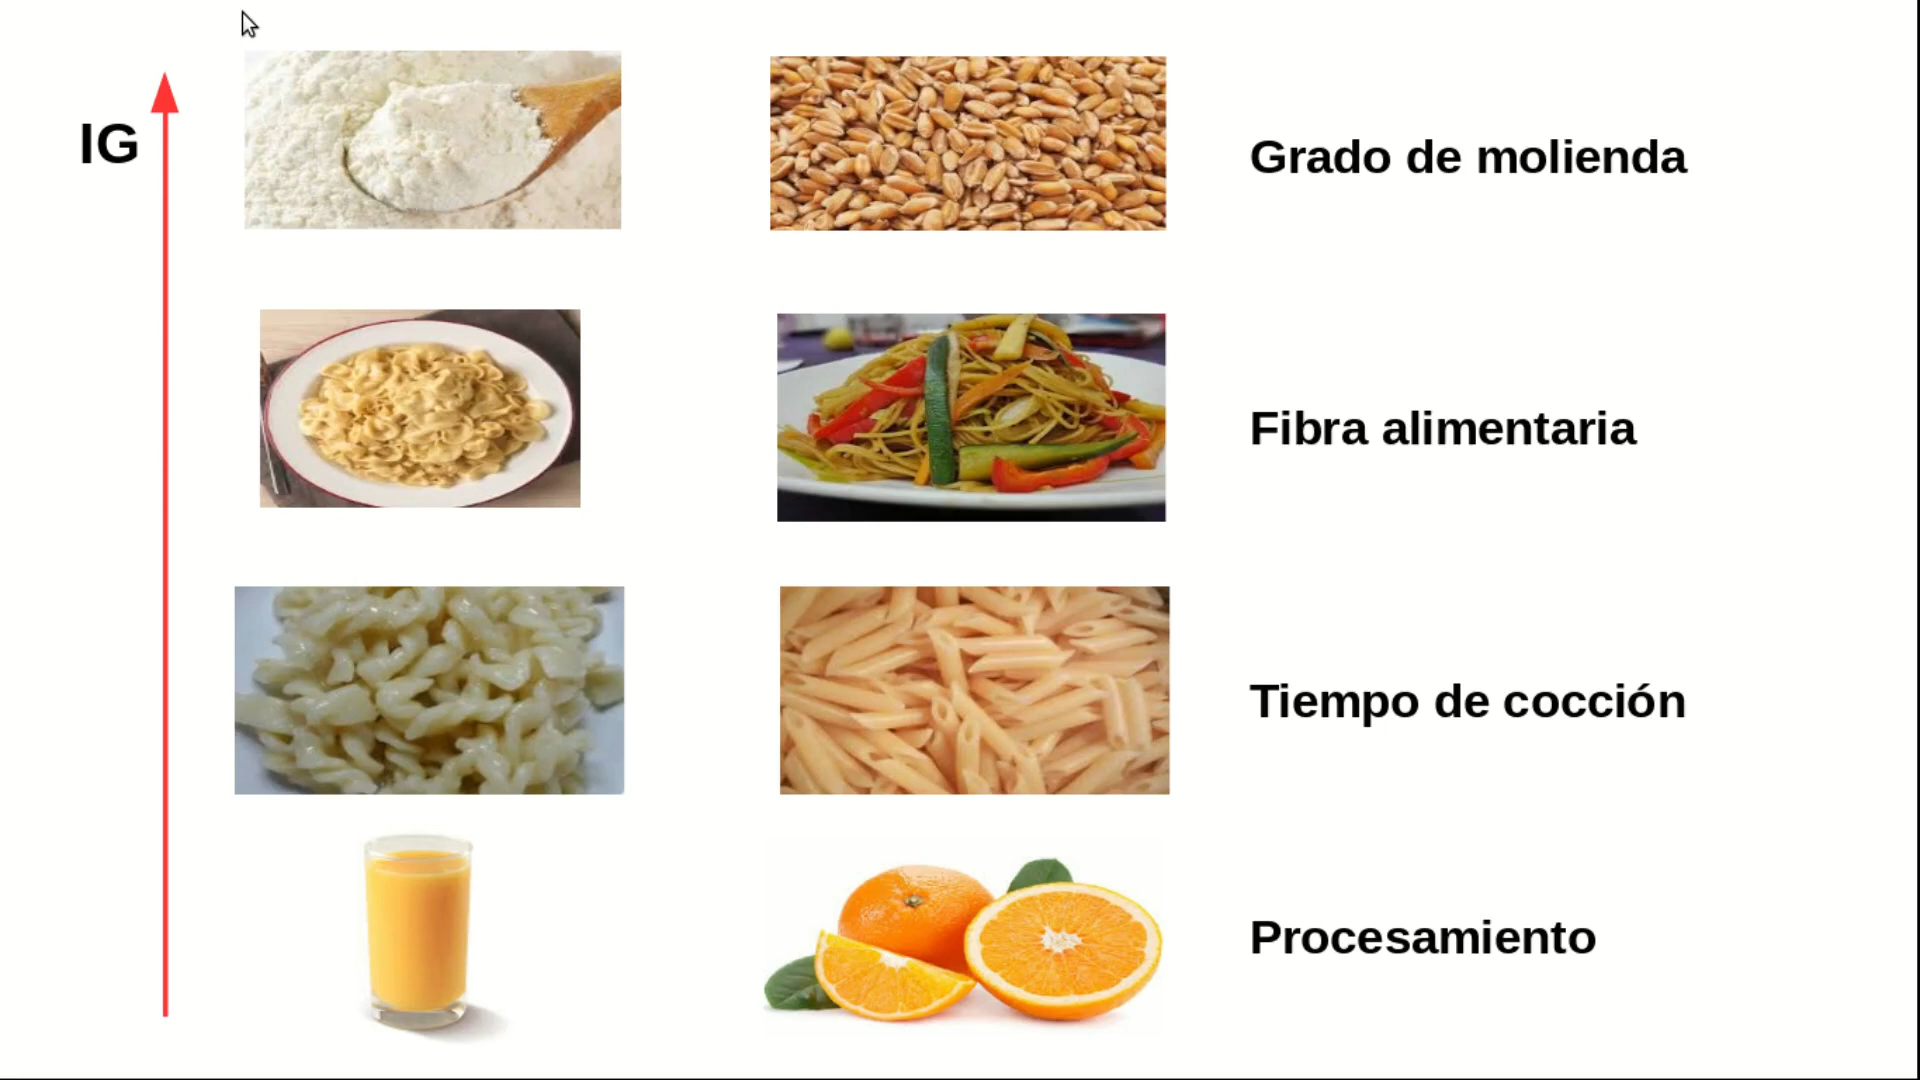 IG
Grado de molienda
Fibra alimentaria
Tiempo de cocción
Procesamiento